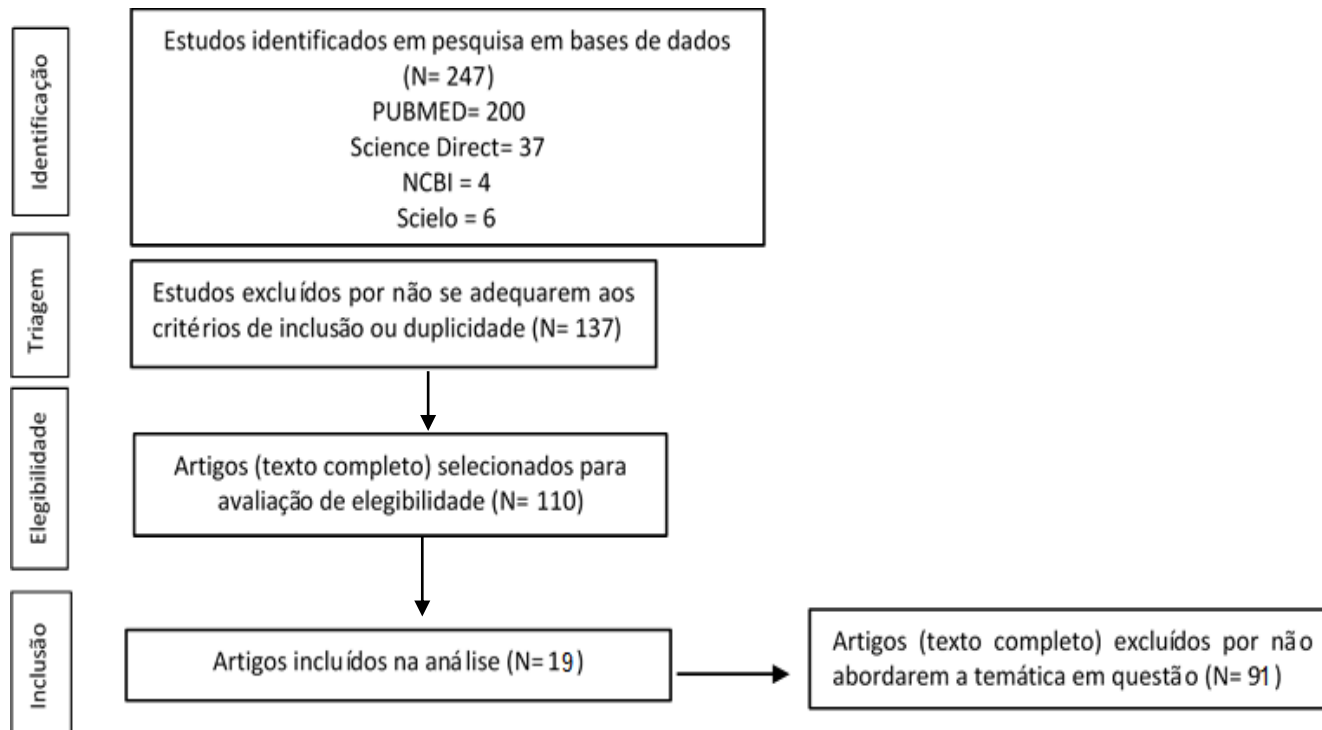 Identificação
Estudos identificados em pesquisa em bases de dados
(N= 247)
PUBMED= 200
Science Direct= 37
NCBI = 4
Scielo = 6
Triagem
Estudos excluídos por não se adequarem aos
critérios de inclusão ou duplicidade (N= 137)
Elegibilidade
Artigos (texto completo) selecionados para
avaliação de elegibilidade (N= 110)
Inclusão
Artigos incluídos na análise (N= 19)
Artigos (texto completo) excluídos por não
abordarem a temática em questão (N= 91)